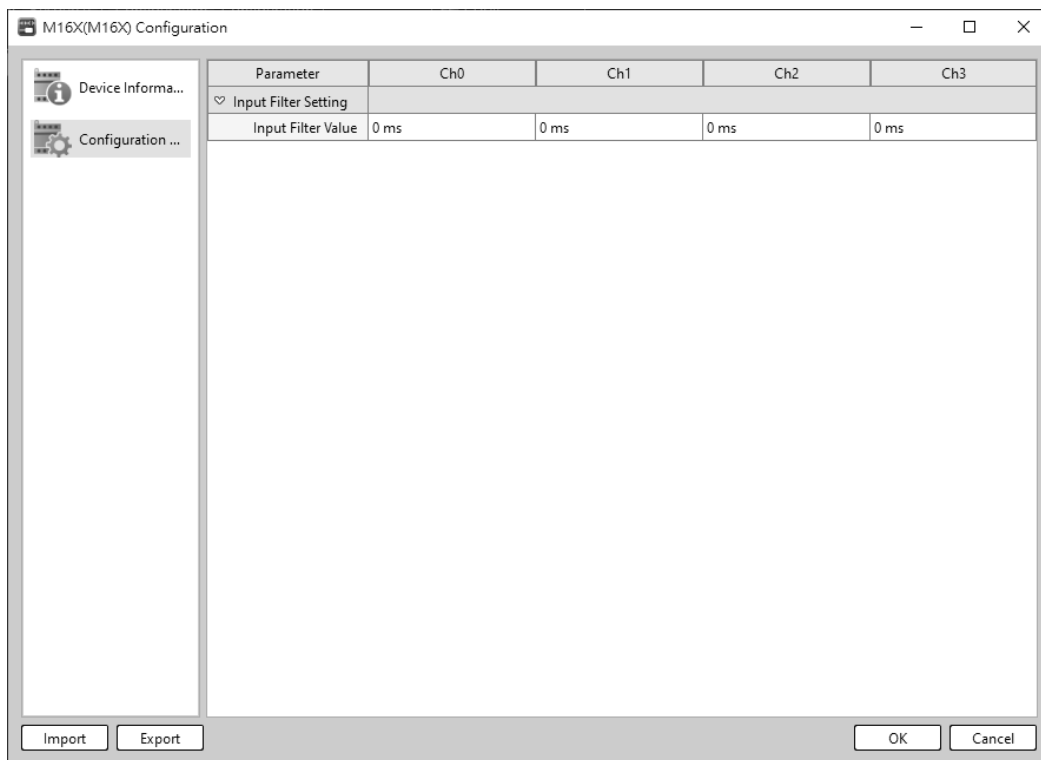 M16X(M16X) Configuration
Device Informa...
Configuration ...
Parameter Ch0 Ch1 Ch2 Ch3
Input Filter Setting
Input Filter Value 0 ms 0 ms 0 ms 0 ms
Import Export OK Cancel